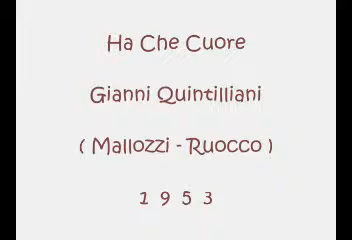 Ha Che Cuore
Gianni Quintilliani
( Mallozzi - Ruocco )
1 9 5 3